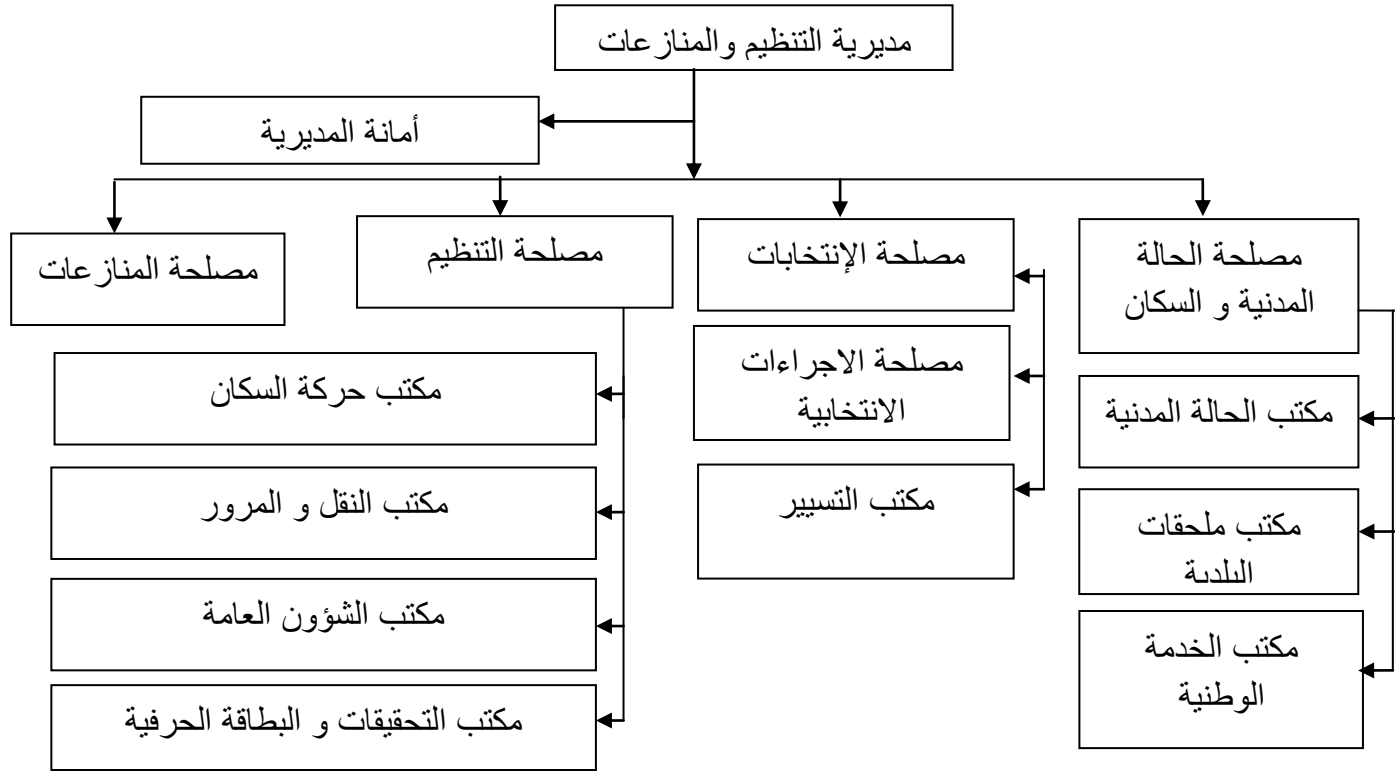 مديرية التنظيم والمنازعات
أمانة المديرية
مصلحة الحالة
المدنية و السكان
مصلحة الإنتخابات
مصلحة التنظيم
مصلحة المنازعات
مكتب الحالة المدنية
مكتب ملحقات
البلدية
مكتب الخدمة
الوطنية
مصلحة الاجراءات
الانتخابية
مكتب التسيير
مكتب حركة السكان
مكتب النقل و المرور
مكتب الشؤون العامة
مكتب التحقيقات و البطاقة الحرفية